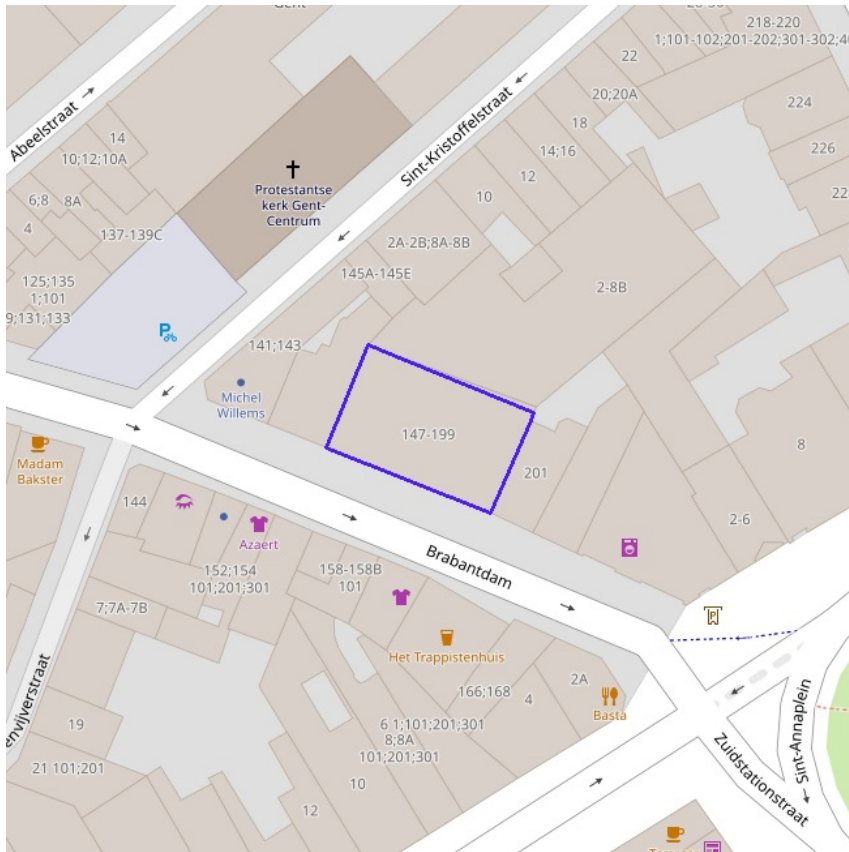 Gent
218-220
1;101-102;201-202;301-302;40
22
20;20A
224
Abeelstraat
14
Sint-Kristoffelstraat
18
10;12;10A
14;16
226
Protestantse
kerk Gent-
Centrum
12
6;8
8A
10
22
4
137-139C
2A-2B;8A-8B
125;135
1;101
145A-145E
2-8B
9;131;133
141;143
Michel
Willems
147-199
8
Madam
Bakster
201
144
2-6
Azaert
Brabantdam
152;154
101;201;301
158-158B
101
7;7A-7B
Het Trappistenhuis
2A
166;168
4
Basta
envijverstraat
19
6 1;101;201;301
8;8A
101;201;301
Sint-Annaplein
21 101;201
10
Zuidstationstraat
12